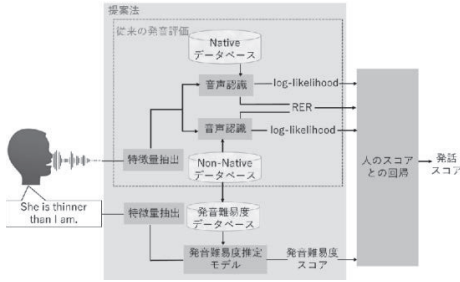 提案法
従来の発音評価
Native
データベース
音声認識
log-likelihood
RER
音声認識
log-likelihood
特徴量抽出
Non-Native
データベース
人のスコア
との回帰
発話
スコア
She is thinner
than I am.
特徴量抽出
発音難易度
データベース
発音難易度推定
モデル
発音難易度
スコア